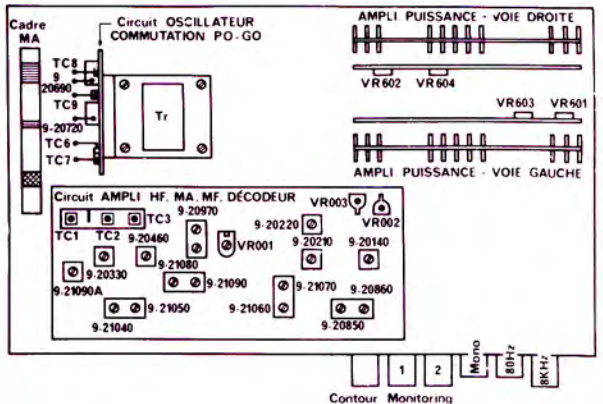 Cadre
MA
Circuit OSCILLATEUR
COMMUTATION PO-GO
AMPLI PUISSANCE - VOIE DROITE
TC8
9
20690
TC9
9-20720
TC6
TC7
Tr
VR602
VR604
VR603
VR601
AMPLI PUISSANCE - VOIE GAUCHE
Circuit AMPLI HF. MA. MF. DÉCODEUR
VR003
VR002
TC1
TC2
TC3
9-20970
9-20220
9-20460
VR001
9-20210
9-20140
9-20330
9-21080
9-21090A
9-21090
9-21070
9-20860
9-21050
9-21060
9-21040
9-20850
1
2
Mono
80Hz
8KHz
Contour Monitoring